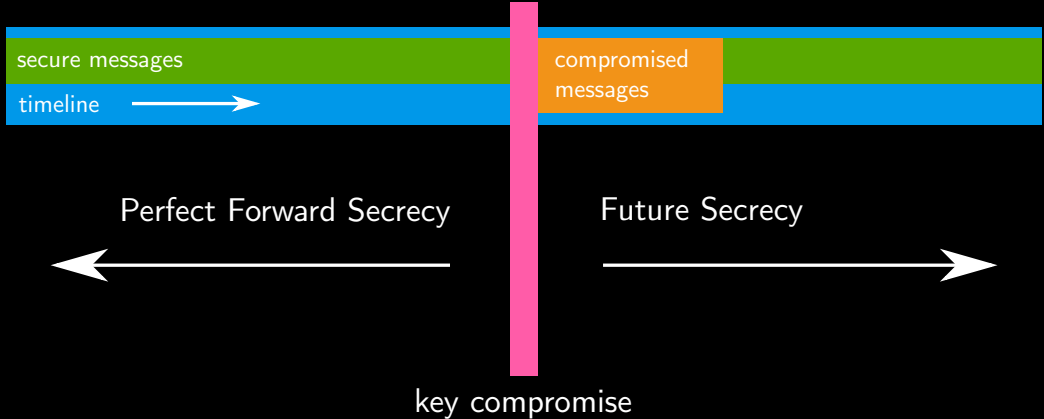 secure messages
compromised
messages
timeline
Perfect Forward Secrecy
Future Secrecy
key compromise